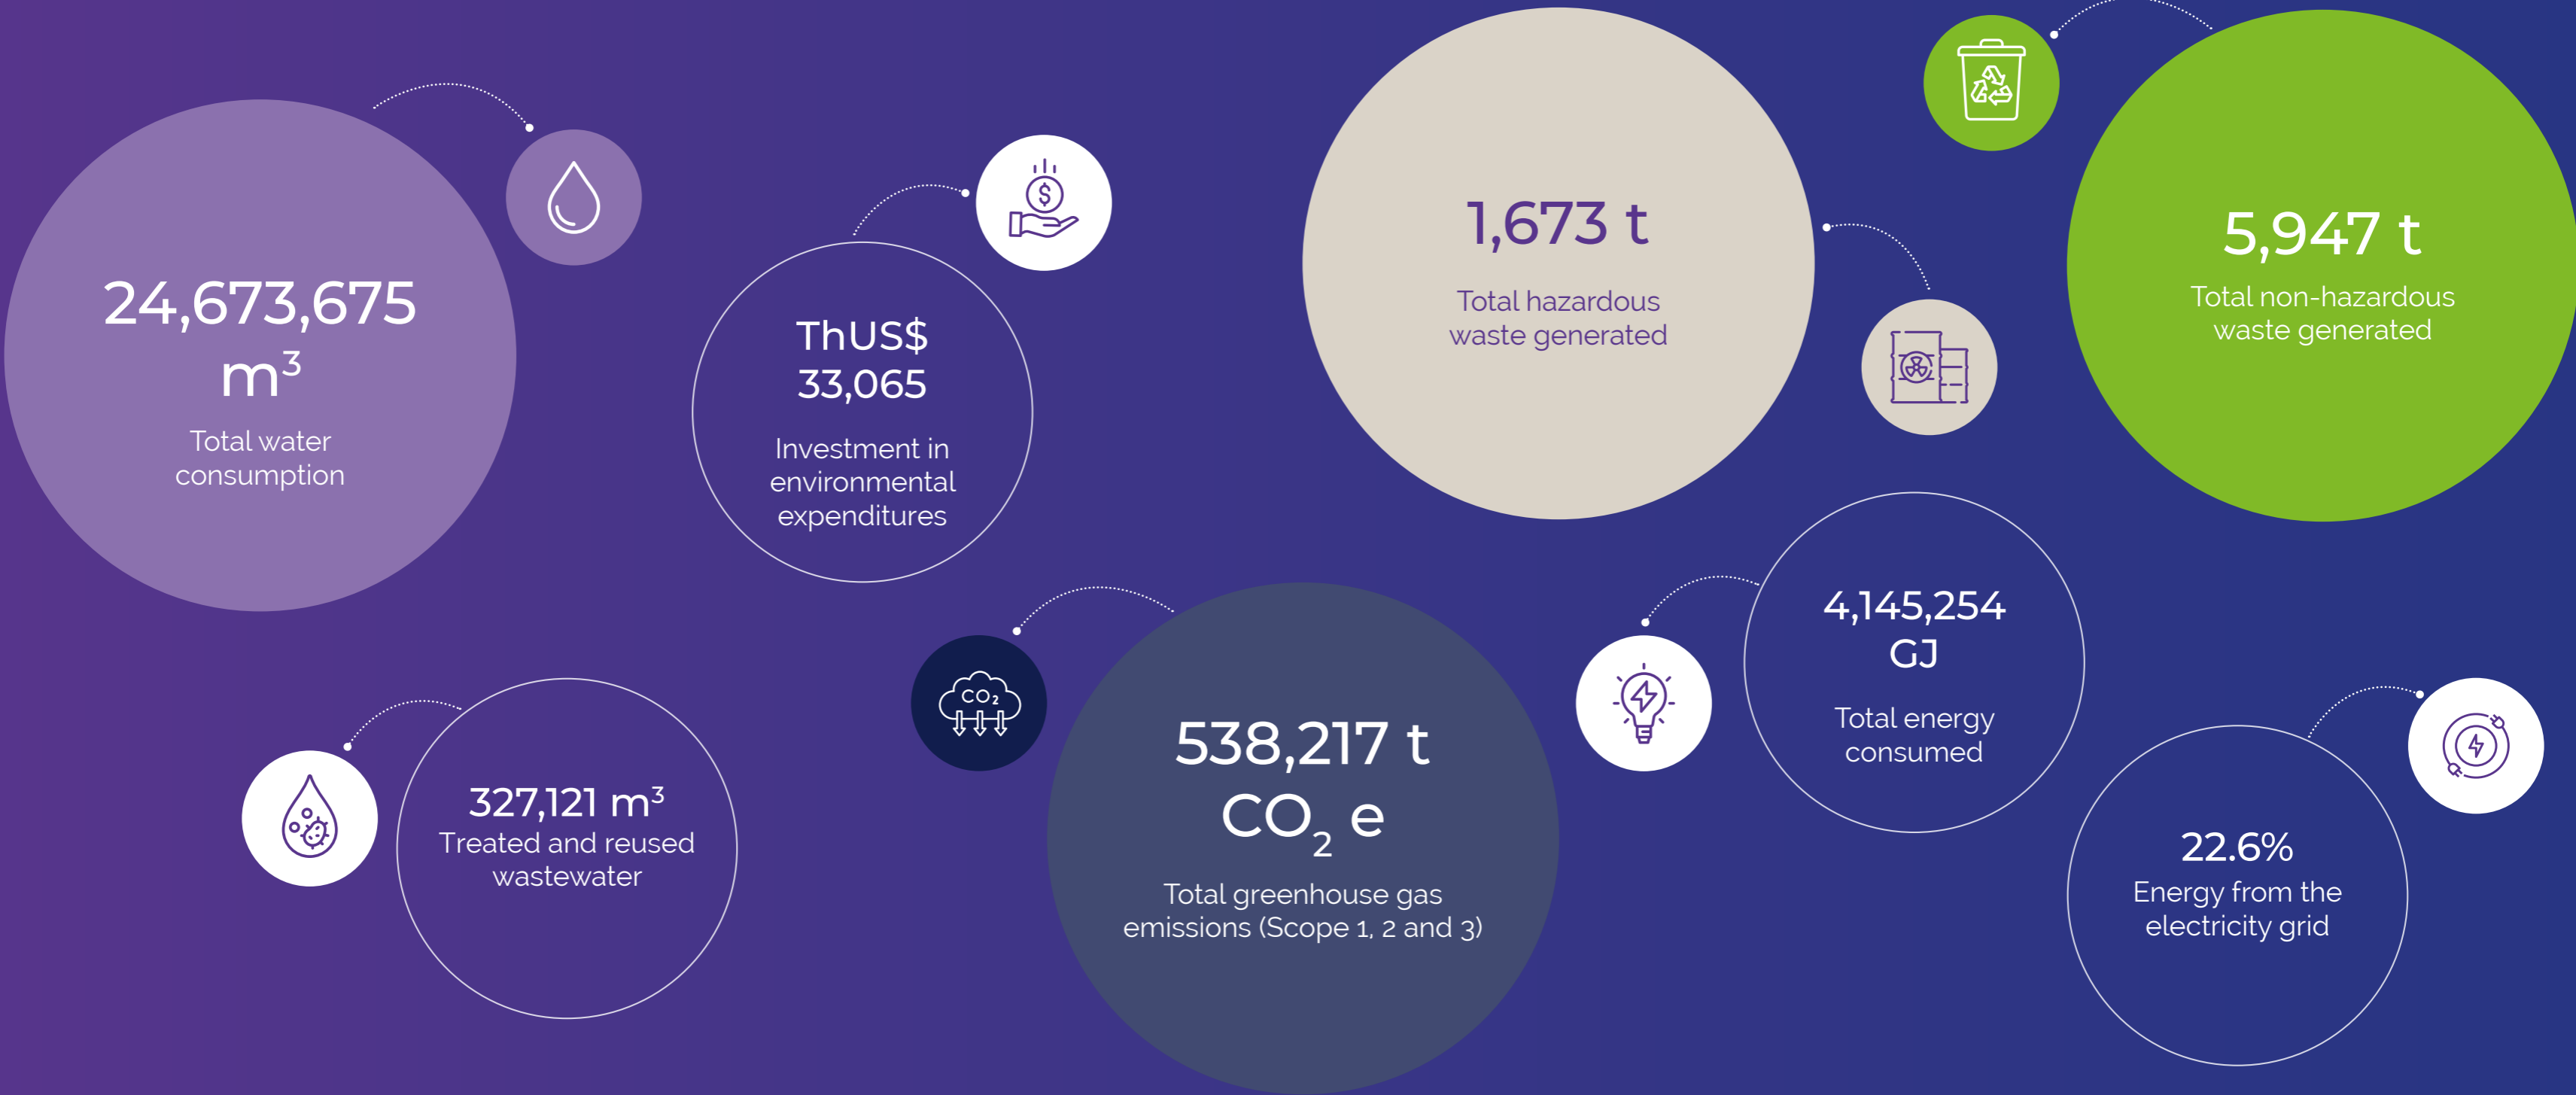 24,673,675
m³
Total water
consumption
ThUS$
33,065
Investment in
environmental
expenditures
$
1,673 t
Total hazardous
waste generated
5,947 t
Total non-hazardous
waste generated
327,121 m³
Treated and reused
wastewater
CO₂
538,217 t
CO₂ e
Total greenhouse gas
emissions (Scope 1, 2 and 3)
4,145,254
GJ
Total energy
consumed
22.6%
Energy from the
electricity grid